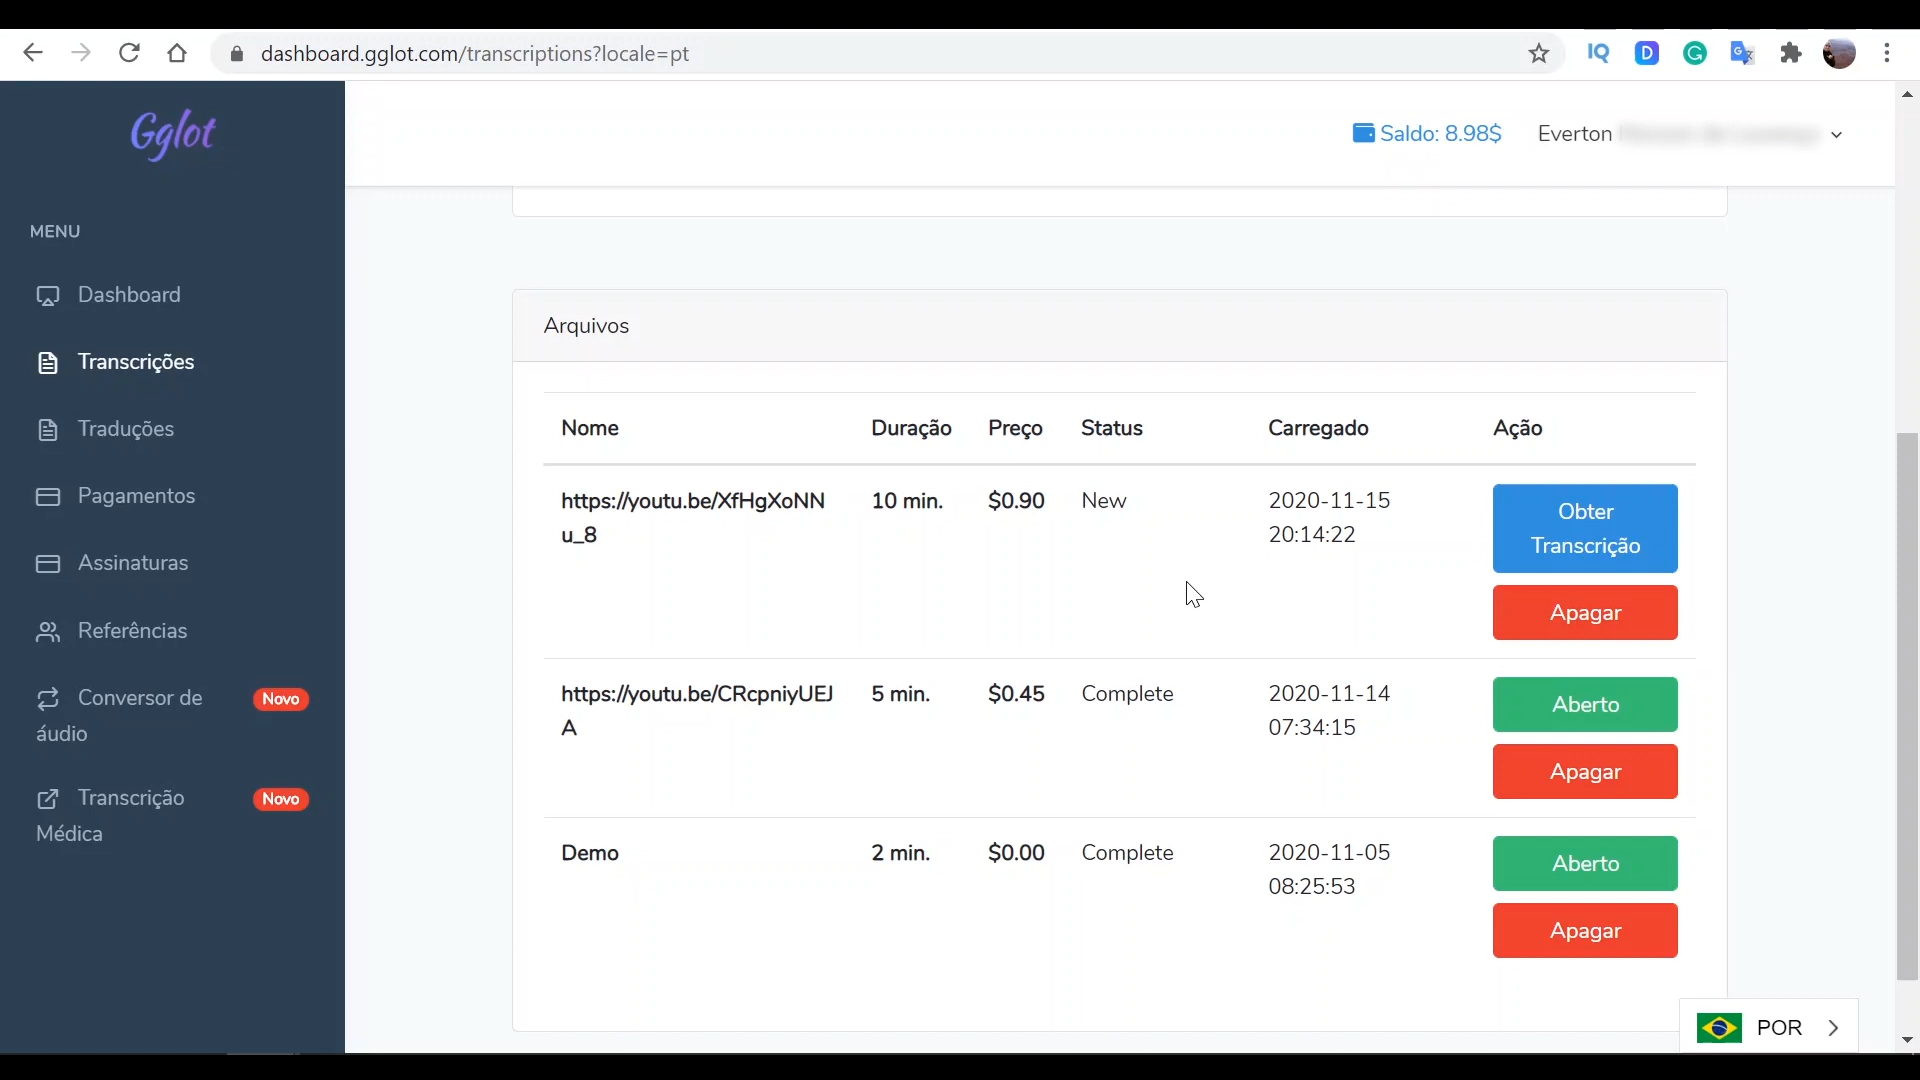 dashboard.gglot.com/transcriptions?locale=pt
IQ
D
G
Gglot
Saldo: 8.98$
Everton
MENU
Dashboard
Transcrições
Traduções
Pagamentos
Assinaturas
Referências
Conversor de
áudio
Novo
Transcrição
Médica
Novo
Arquivos
Nome Duração Preço Status Carregado Ação
https://youtu.be/XfHgXoNN
u_8
10 min.
$0.90
New
2020-11-15
20:14:22
Obter
Transcrição
Apagar
https://youtu.be/CRcpniyUEJ
A
5 min.
$0.45
Complete
2020-11-14
07:34:15
Aberto
Apagar
Demo
2 min.
$0.00
Complete
2020-11-05
08:25:53
Aberto
Apagar
POR